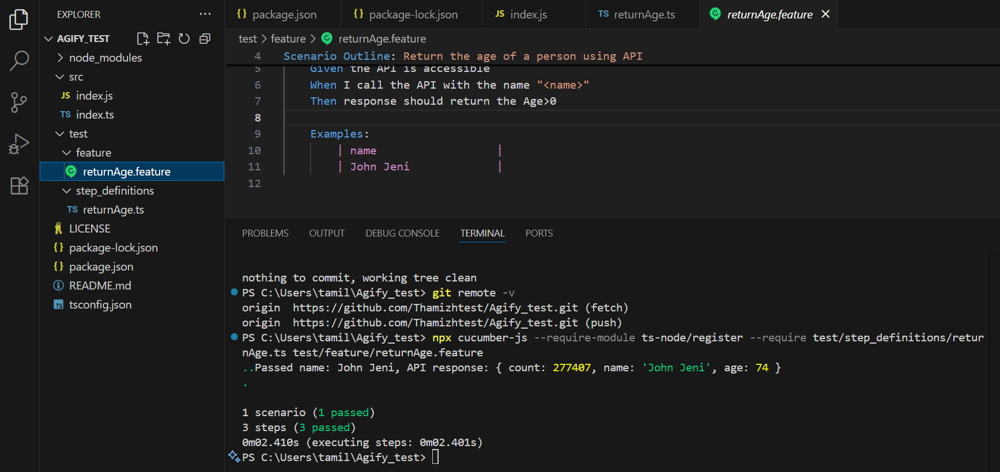 EXPLORER
AGIFY_TEST
node_modules
src
JS index.js
TS index.ts
test
feature
returnAge.feature
step_definitions
TS returnAge.ts
LICENSE
{} package-lock.json
{} package.json
README.md
TS tsconfig.json
{} package.json
{} package-lock.json
JS index.js
TS returnAge.ts
returnAge.feature
test > feature > returnAge.feature
4 Scenario Outline: Return the age of a person using API
5 Given the API is accessible
6 When I call the API with the name "<name>"
7 Then response should return the Age>0
8
9 Examples:
10 | name |
11 | John Jeni |
12
PROBLEMS OUTPUT DEBUG CONSOLE TERMINAL PORTS
nothing to commit, working tree clean
PS C:\Users\tamil\Agify_test> git remote -v
origin  https://github.com/Thamizhtest/Agify_test.git (fetch)
origin  https://github.com/Thamizhtest/Agify_test.git (push)
PS C:\Users\tamil\Agify_test> npx cucumber-js --require-module ts-node/register --require test/step_definitions/retur
nAge.ts test/feature/returnAge.feature
..Passed name: John Jeni, API response: { count: 277407, name: 'John Jeni', age: 74 }
.
1 scenario (1 passed)
3 steps (3 passed)
0m02.410s (executing steps: 0m02.401s)
PS C:\Users\tamil\Agify_test>